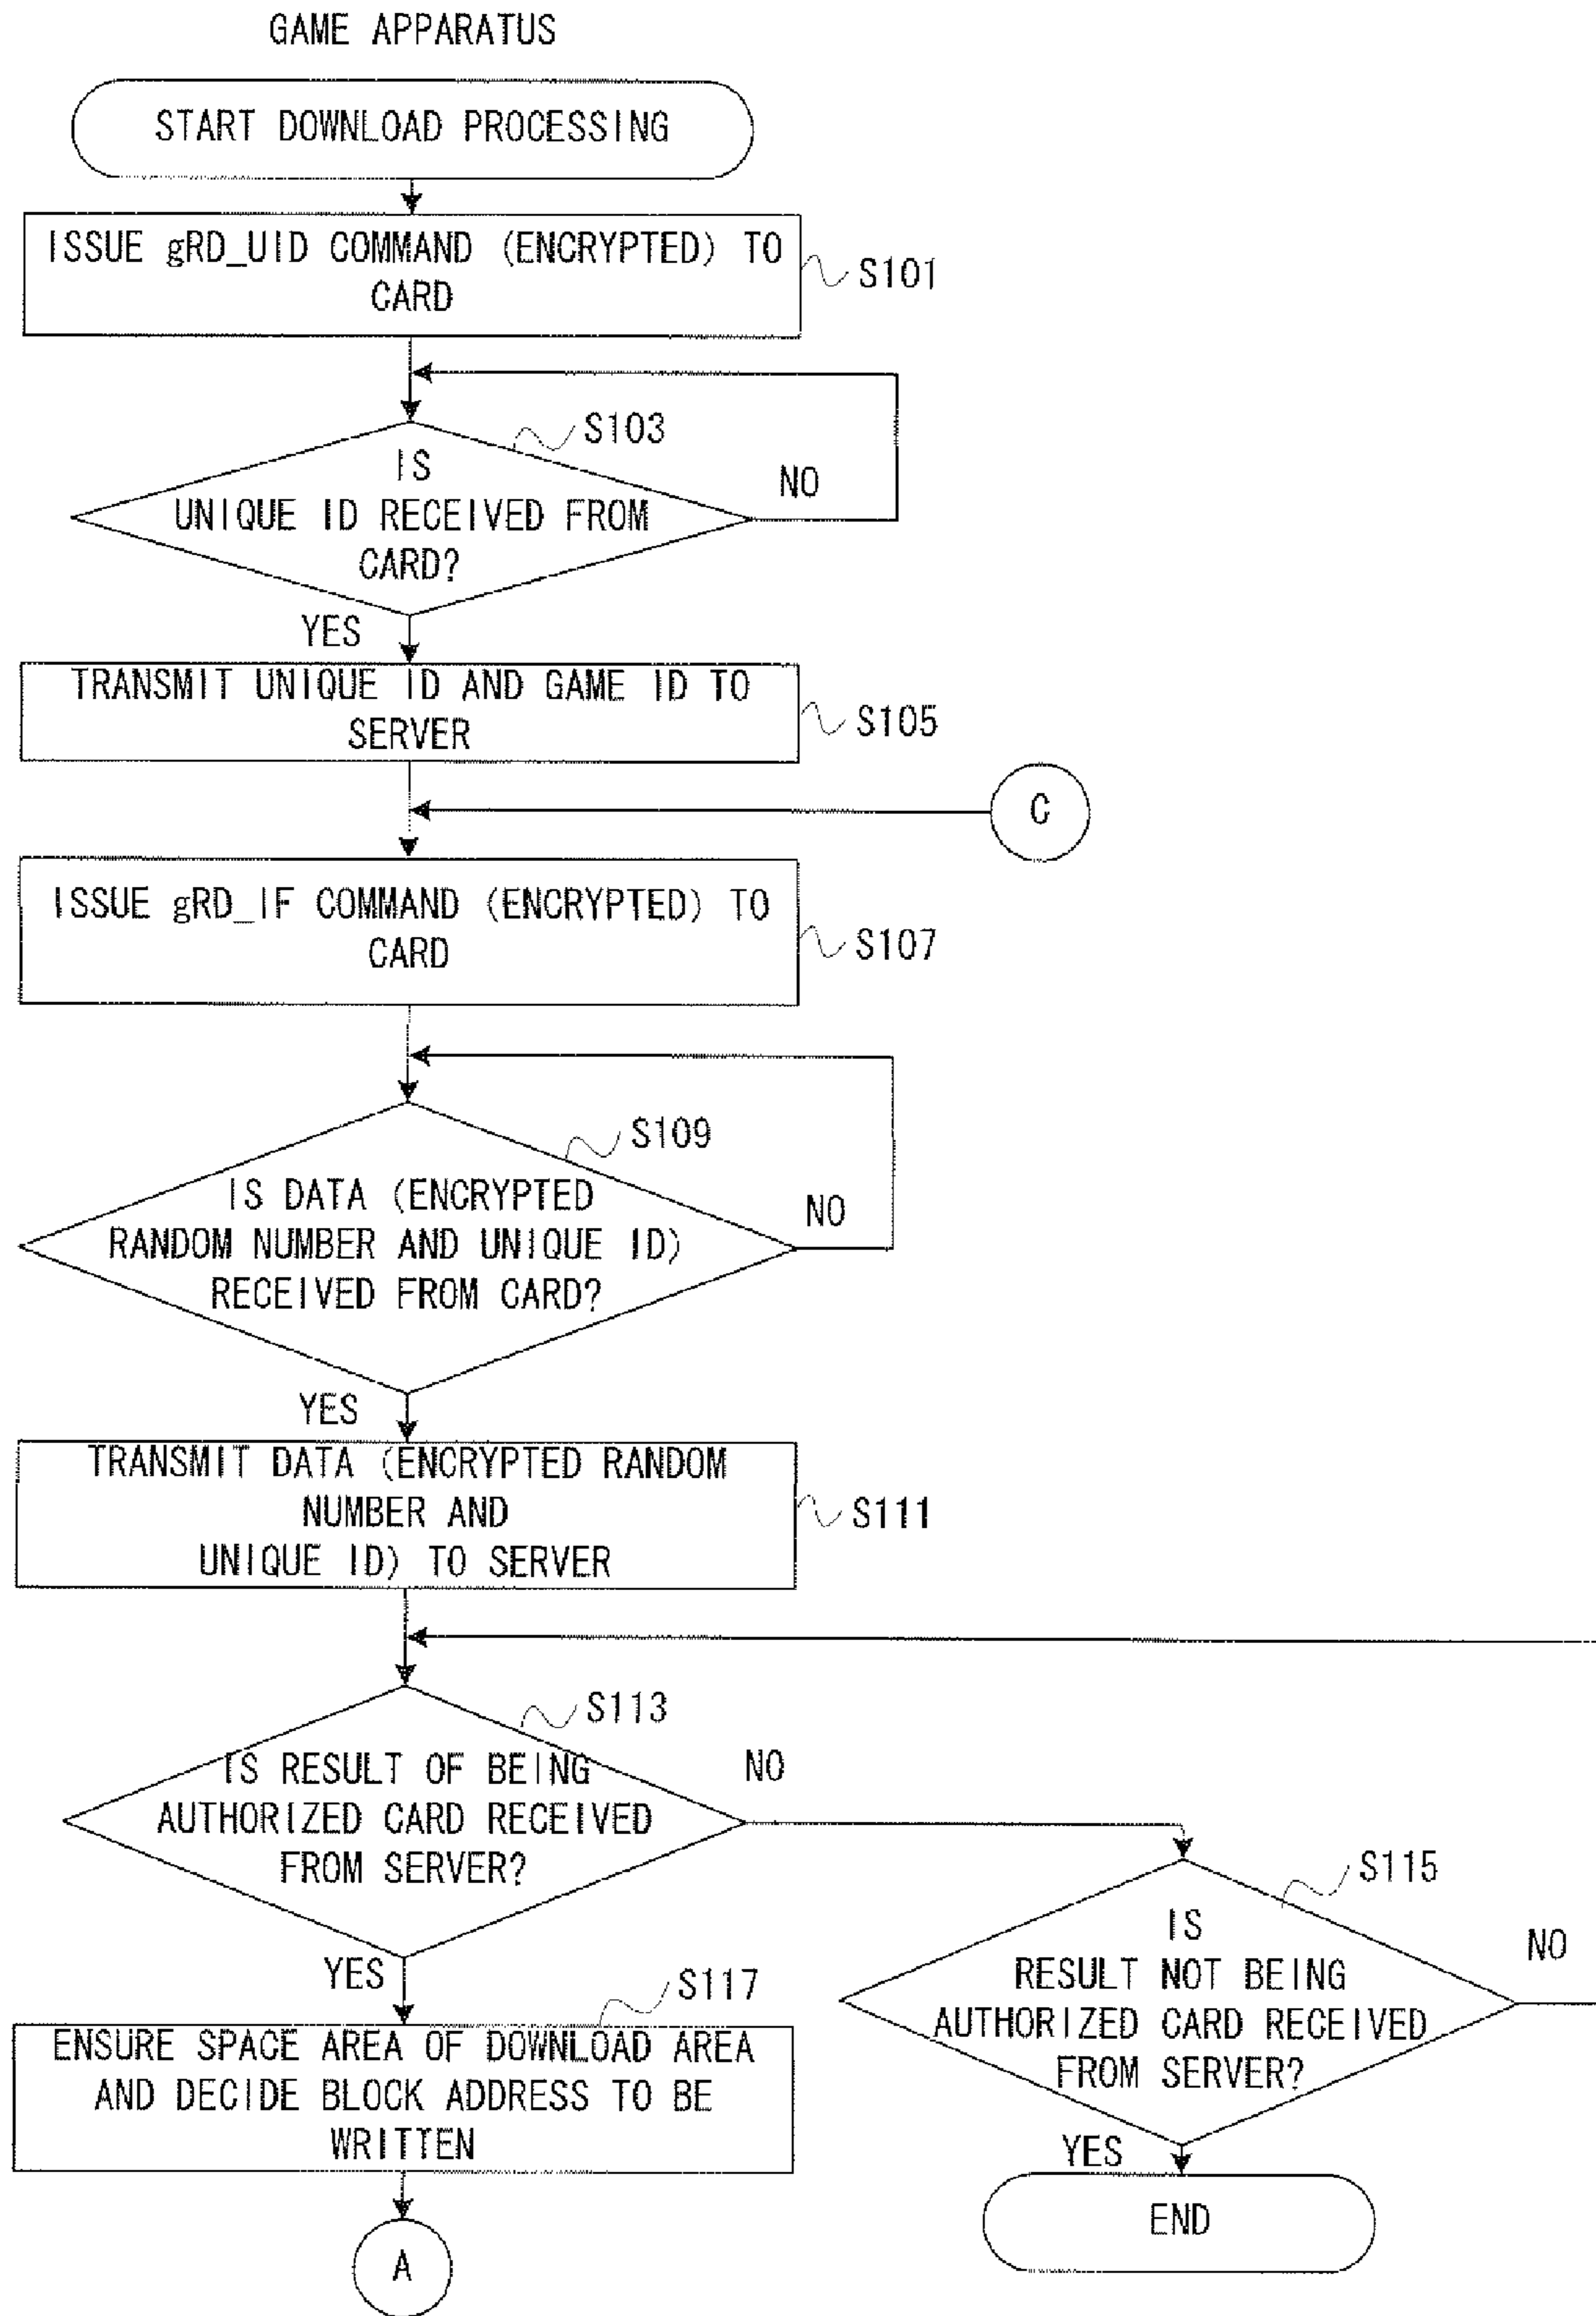 GAME APPARATUS
START DOWNLOAD PROCESSING
ISSUE gRD_UID COMMAND (ENCRYPTED) TO
CARD
S101
S103
IS
UNIQUE ID RECEIVED FROM
CARD?
NO
YES
TRANSMIT UNIQUE ID AND GAME ID TO
SERVER
S105
C
ISSUE gRD_IF COMMAND (ENCRYPTED) TO
CARD
S107
S109
IS DATA (ENCRYPTED
RANDOM NUMBER AND UNIQUE ID)
RECEIVED FROM CARD?
NO
YES
TRANSMIT DATA (ENCRYPTED RANDOM
NUMBER AND
UNIQUE ID) TO SERVER
S111
S113
IS RESULT OF BEING
AUTHORIZED CARD RECEIVED
FROM SERVER?
NO
YES
S115
IS
RESULT NOT BEING
AUTHORIZED CARD RECEIVED
FROM SERVER?
NO
YES
END
S117
ENSURE SPACE AREA OF DOWNLOAD AREA
AND DECIDE BLOCK ADDRESS TO BE
WRITTEN
A